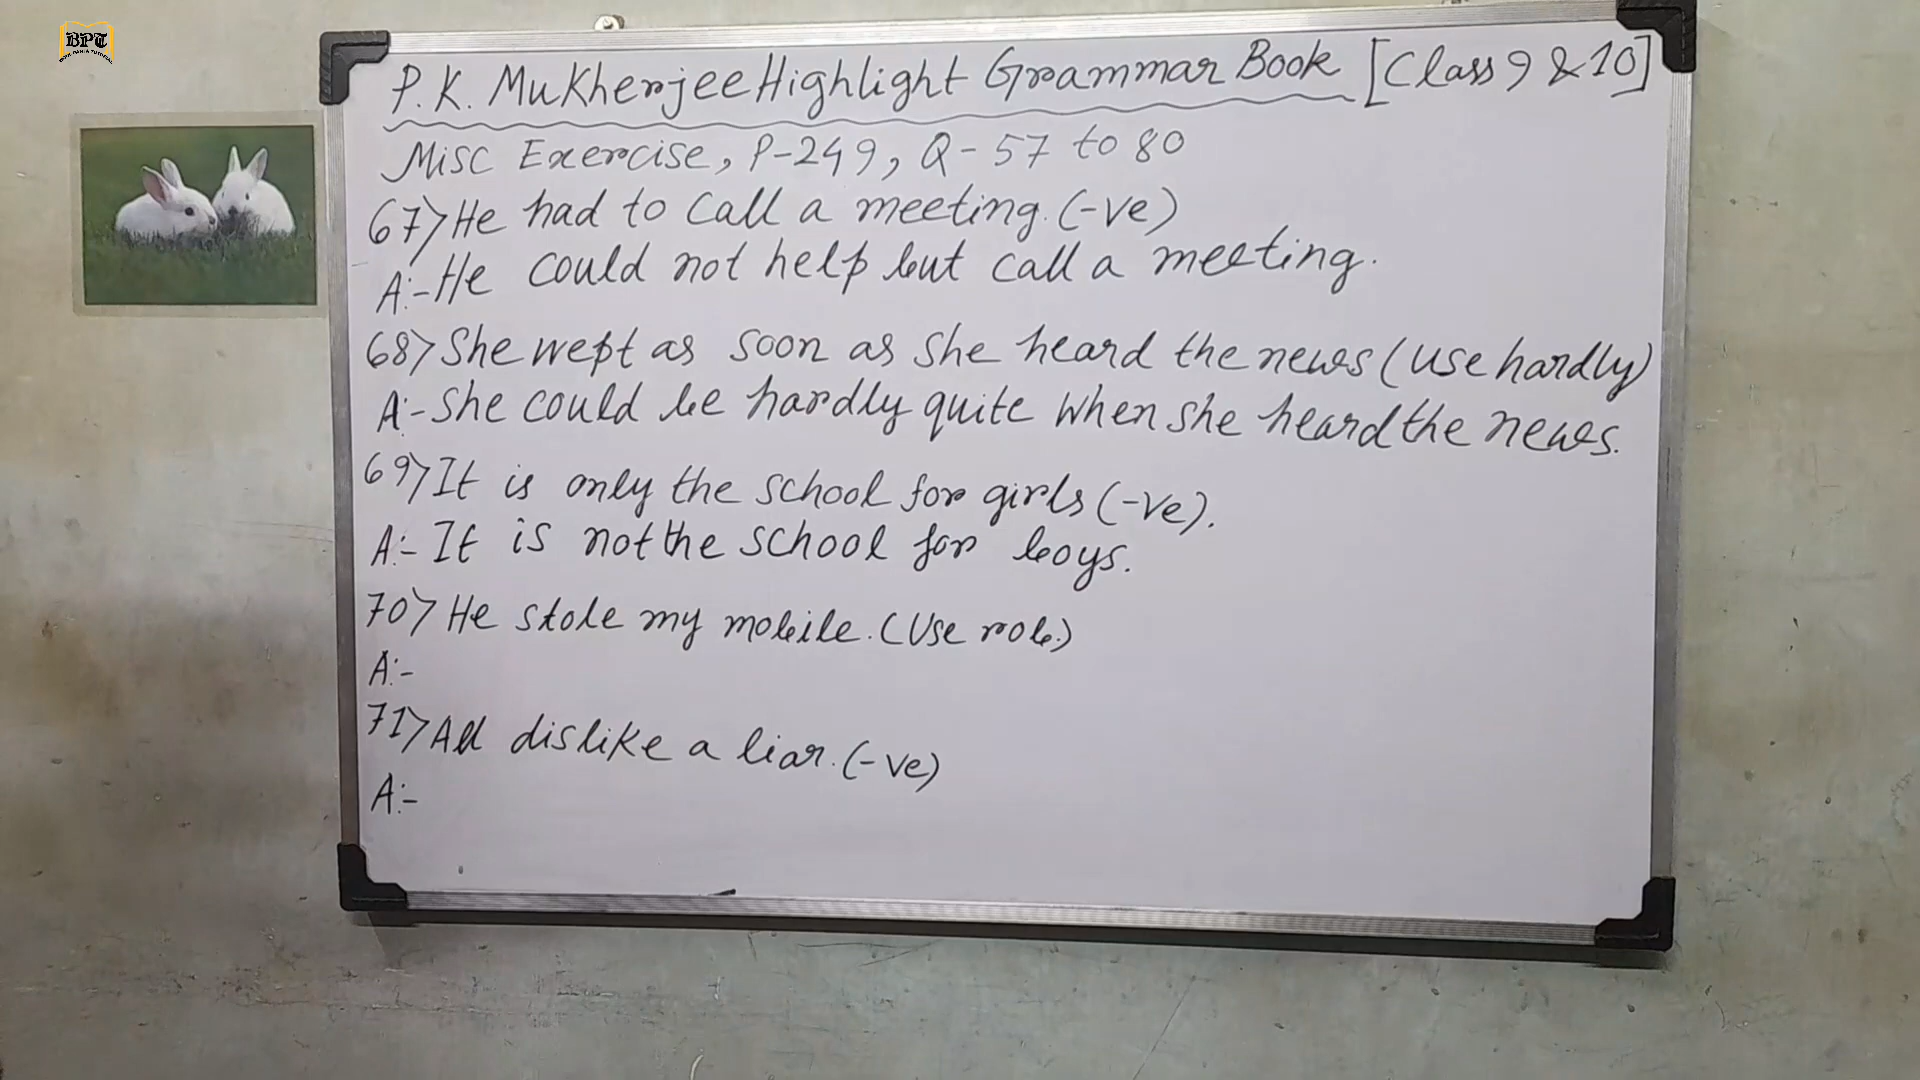 BPT
P.K. Mukherjee Highlight Grammar Book [Class 9 & 10]
Misc Exercise, P-249, Q-57 to 80
67> He had to call a meeting. (-ve)
A:- He could not help but call a meeting.
68> She wept as soon as she heard the news (Use hardly)
A:- She could be hardly quite when she heard the news.
69> It is only the school for girls (-ve).
A:- It is not the school for boys.
70> He stole my mobile. (Use rob.)
A:-
71> All dislike a liar. (-ve)
A:-